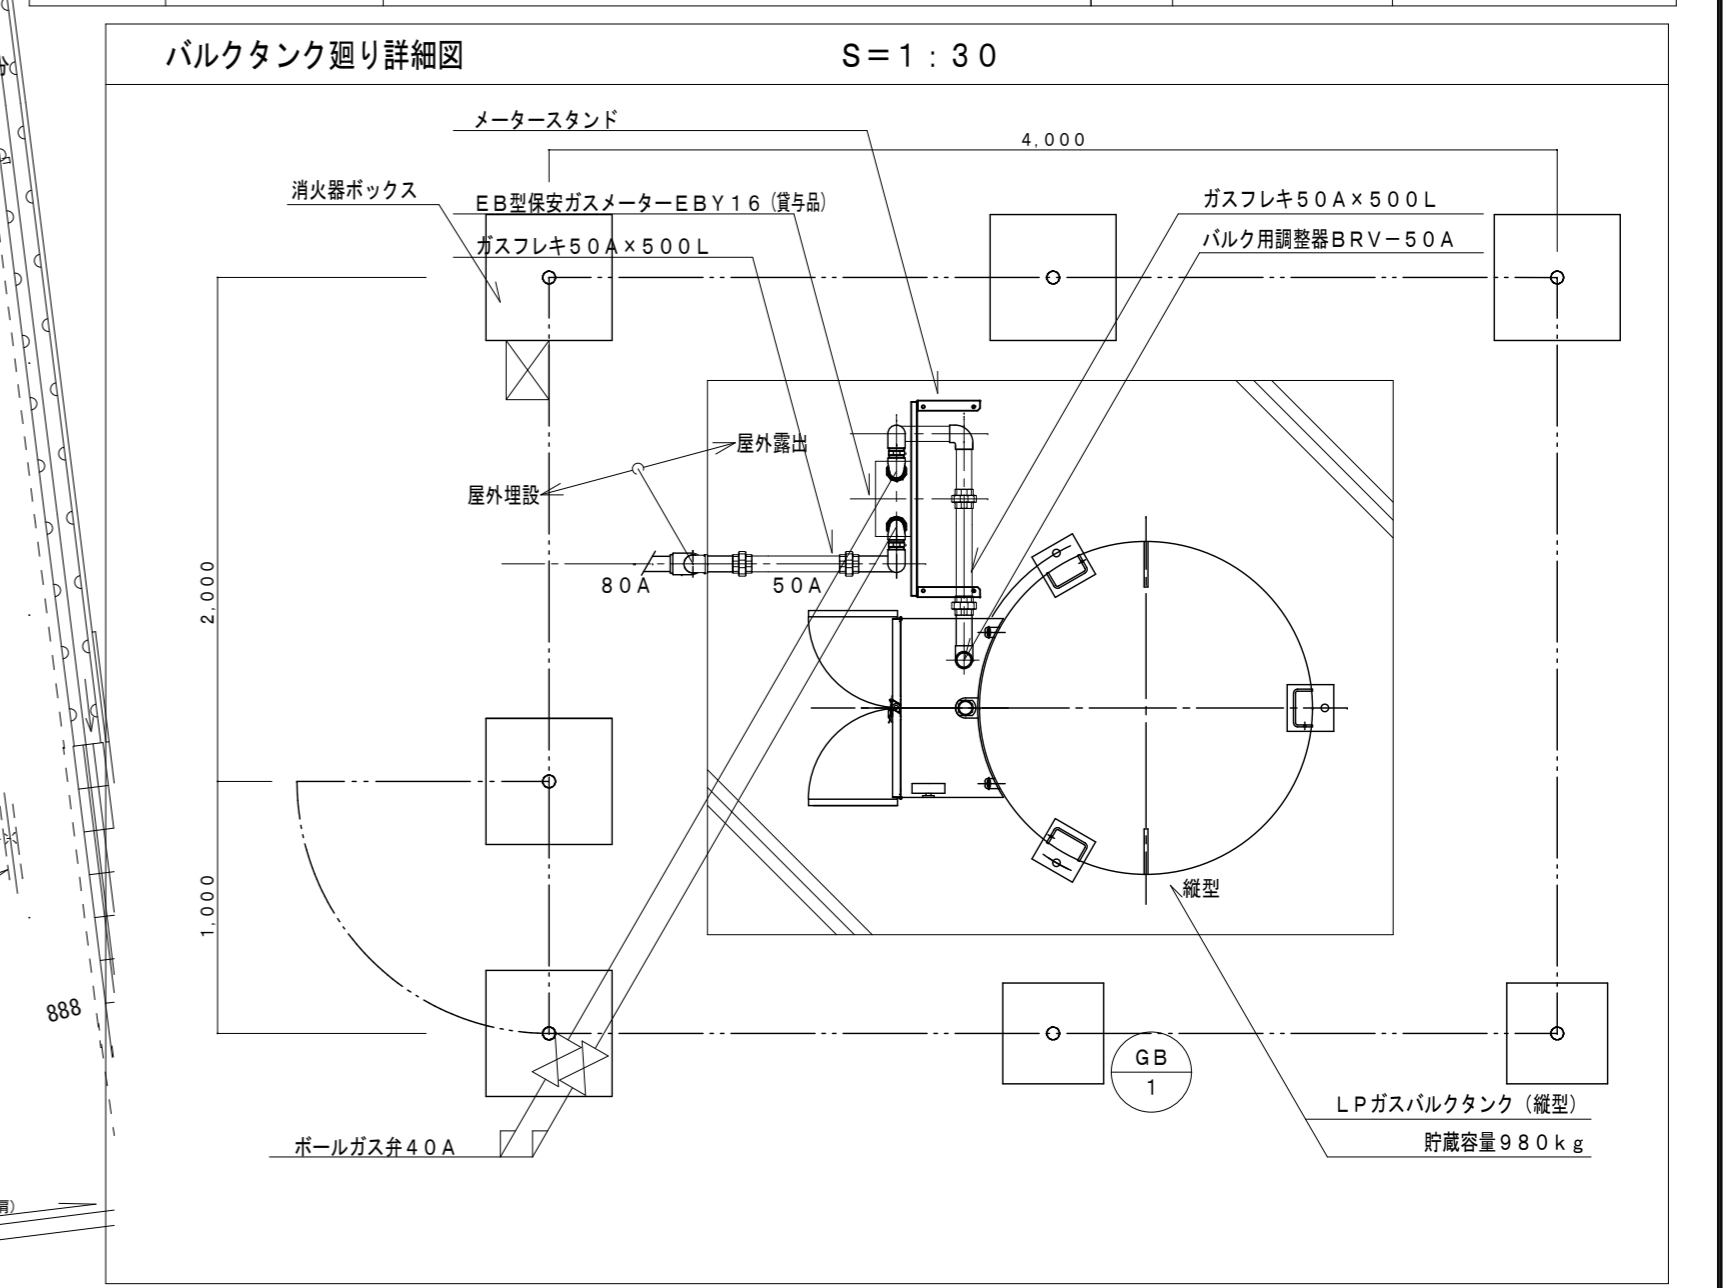 バルクタンク廻り詳細図
S=1:30
メータースタンド
4,000
消火器ボックス
EB型保安ガスメーターEBY16(貸与品)
ガスフレキ50A×500L
ガスフレキ50A×500L
バルク用調整器BRV-50A
屋外露出
屋外埋設
80A
50A
2,000
1,000
縦型
888
GB
1
LPガスバルクタンク(縦型)
貯蔵容量980kg
ボールガス弁40A